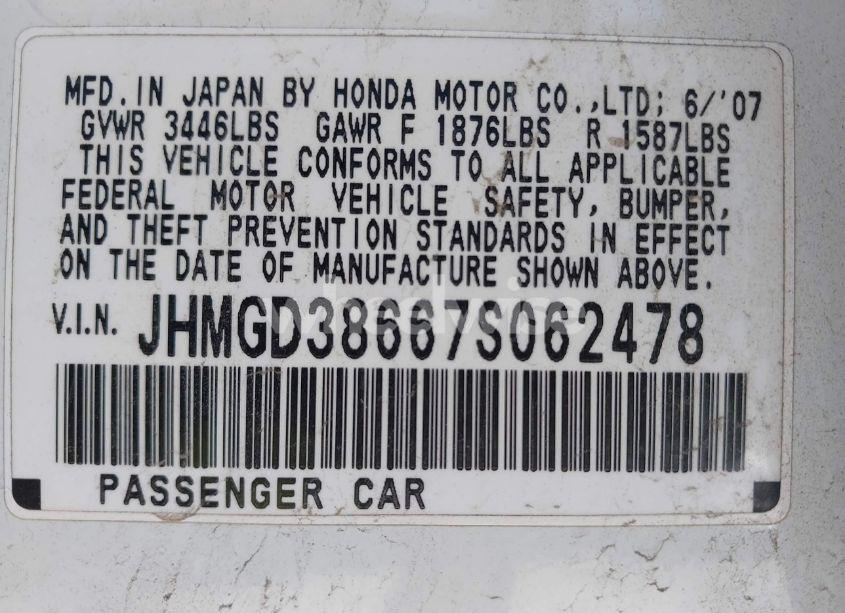 MFD. IN JAPAN BY HONDA MOTOR CO.,LTD; 6/'07
GVWR 3446LBS GAWR F 1876LBS R 1587LBS
THIS VEHICLE CONFORMS TO ALL APPLICABLE
FEDERAL MOTOR VEHICLE SAFETY, BUMPER,
AND THEFT PREVENTION STANDARDS IN EFFECT
ON THE DATE OF MANUFACTURE SHOWN ABOVE.
V.I.N. JHMGD38667S062478
PASSENGER CAR